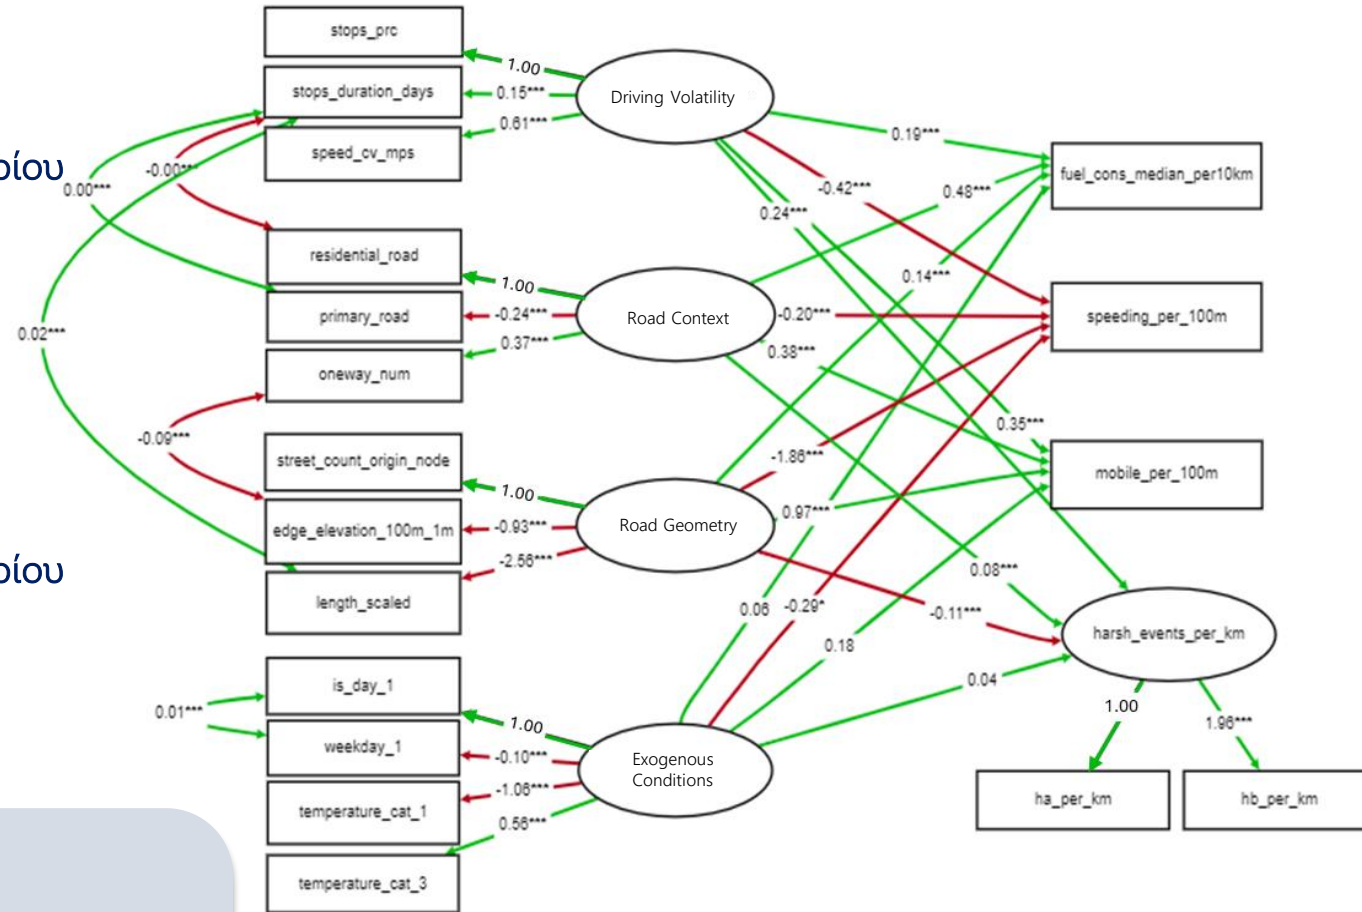 stops_prc
1.00
stops_duration_days
0.15***
Driving Volatility
0.61***
speed_cv_mps
0.19***
-0.00***
0.00***
-0.42***
0.48***
fuel_cons_median_per10km
0.24***
residential_road
1.00
0.14***
primary_road
-0.24***
Road Context
-0.20***
speeding_per_100m
0.02***
0.37***
0.38***
oneway_num
-0.09***
0.35***
street_count_origin_node
1.00
-1.86***
mobile_per_100m
edge_elevation_100m_1m
-0.93***
Road Geometry
0.97***
-2.56***
0.08***
length_scaled
0.06
-0.29*
-0.11***
harsh_events_per_km
0.18
is_day_1
0.04
0.01***
1.00
1.00
1.96***
weekday_1
-0.10***
Exogenous
Conditions
-1.06***
temperature_cat_1
0.56***
ha_per_km
hb_per_km
temperature_cat_3